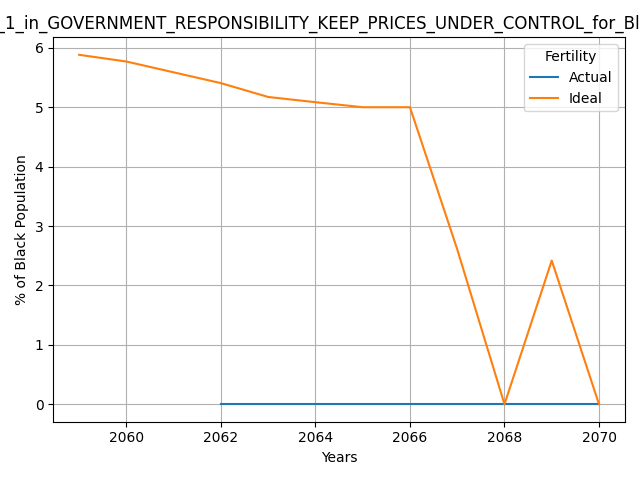 _1_in_GOVERNMENT_RESPONSIBILITY_KEEP_PRICES_UNDER_CONTROL_for_Bl
Fertility
Actual
Ideal
6
5
4
3
2
1
0
% of Black Population
2060
2062
2064
2066
2068
2070
Years